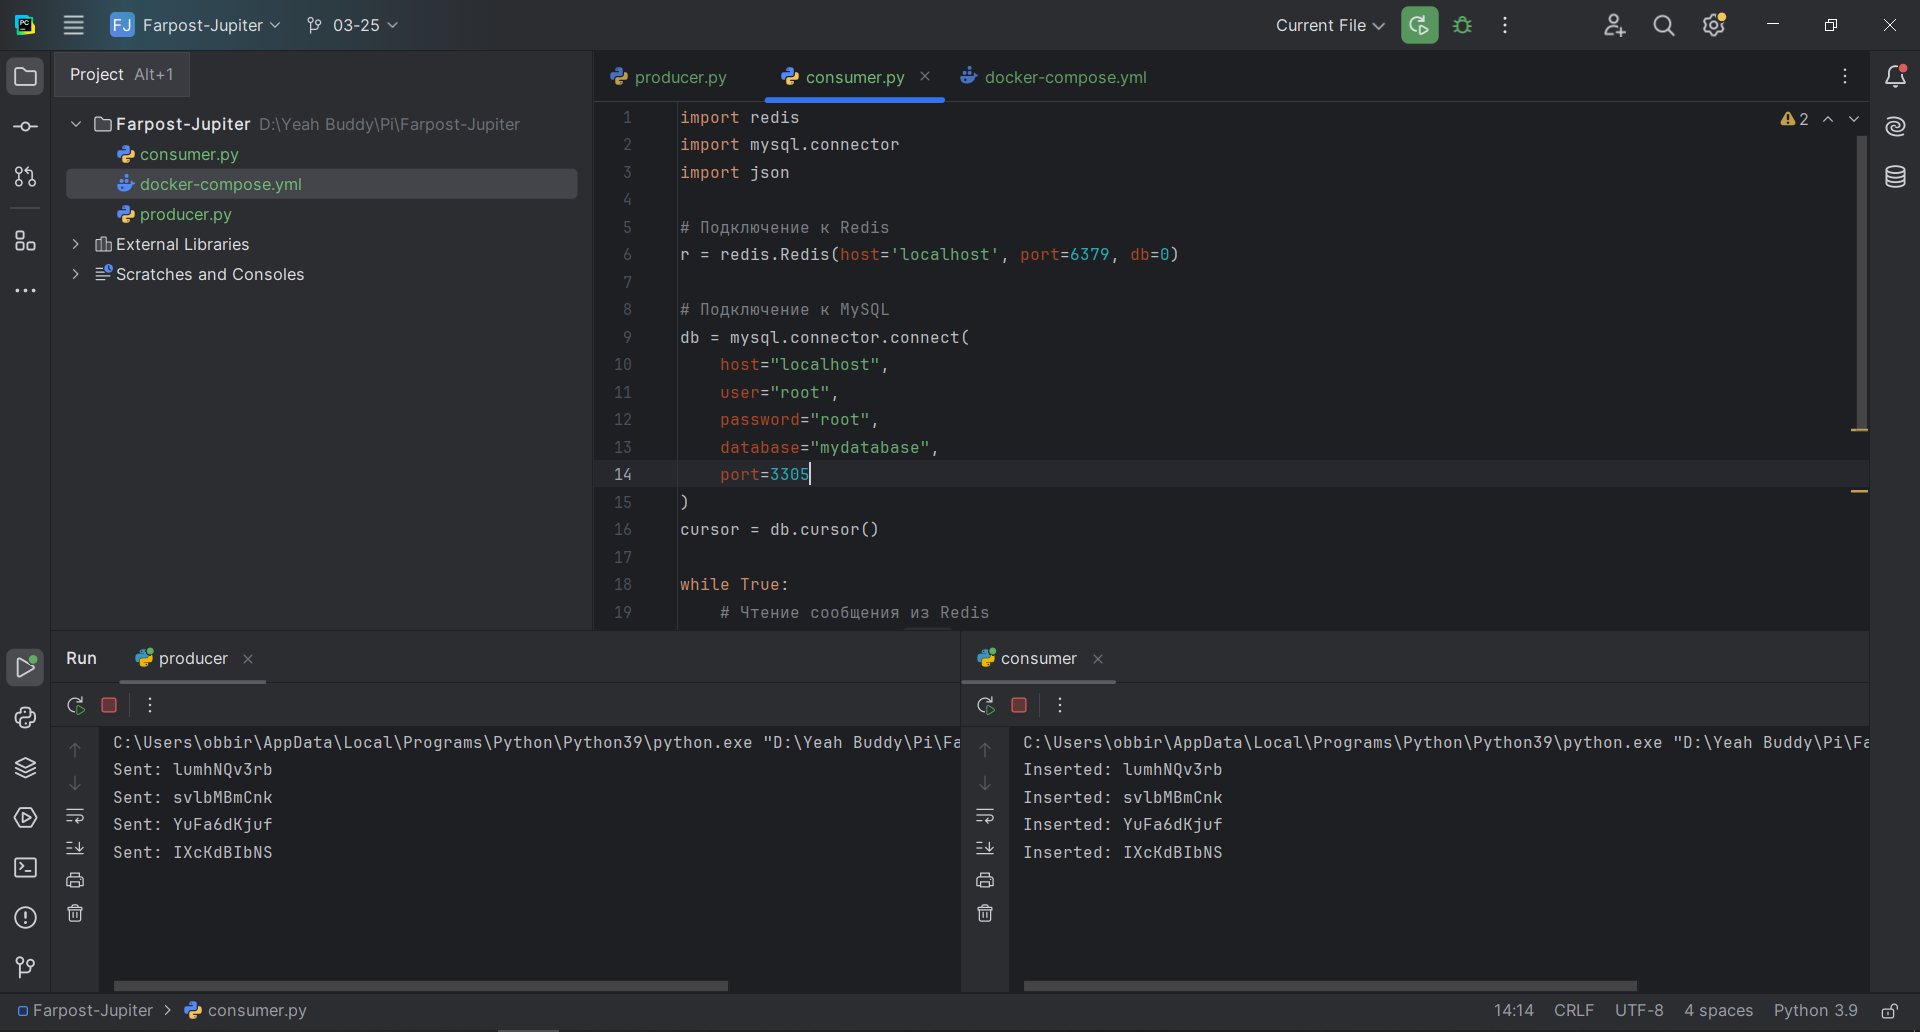 PC
FJ Farpost-Jupiter
03-25
Current File
Project Alt+1
Farpost-Jupiter D:\Yeah Buddy\Pi\Farpost-Jupiter
consumer.py
docker-compose.yml
producer.py
External Libraries
Scratches and Consoles
producer.py
consumer.py
docker-compose.yml
2
1 import redis
2 import mysql.connector
3 import json
4
5 # Подключение к Redis
6 r = redis.Redis(host='localhost', port=6379, db=0)
7
8 # Подключение к MySQL
9 db = mysql.connector.connect(
10 host="localhost",
11 user="root",
12 password="root",
13 database="mydatabase",
14 port=3305
15 )
16 cursor = db.cursor()
17
18 while True:
19 # Чтение сообщения из Redis
Run
producer
C:\Users\obbir\AppData\Local\Programs\Python\Python39\python.exe "D:\Yeah Buddy\Pi\Fa
Sent: lumhNQv3rb
Sent: svlbMBmCnk
Sent: YuFa6dKjuf
Sent: IXcKdBIbNS
consumer
C:\Users\obbir\AppData\Local\Programs\Python\Python39\python.exe "D:\Yeah Buddy\Pi\Fa
Inserted: lumhNQv3rb
Inserted: svlbMBmCnk
Inserted: YuFa6dKjuf
Inserted: IXcKdBIbNS
Farpost-Jupiter > consumer.py
14:14 CRLF UTF-8 4 spaces Python 3.9